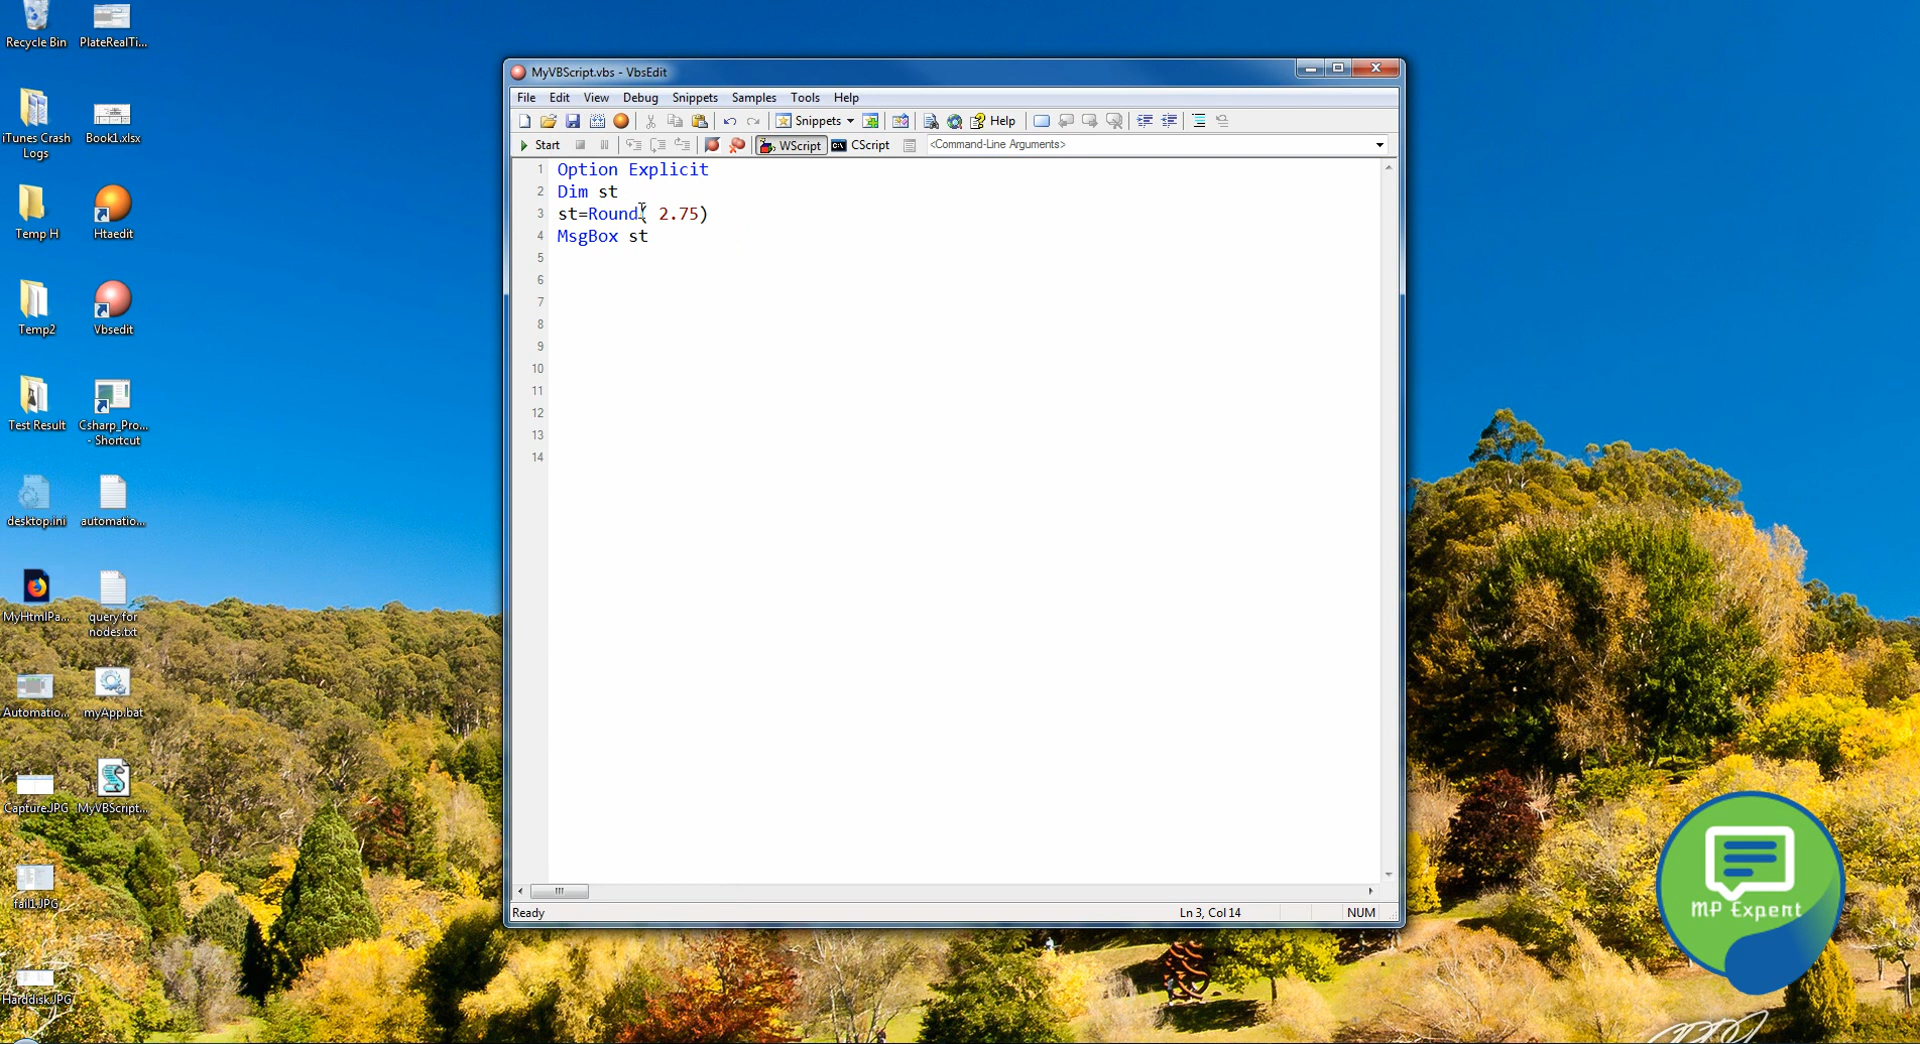 Recycle Bin
PlateRealTi...
iTunes Crash
Logs
Book1.xlsx
Temp H
Htaedit
Temp2
Vbsedit
Test Result
Csharp_Pro...
- Shortcut
desktop.ini
automatio...
MyHtmlPa...
query for
nodes.txt
Automatio...
myApp.bat
Capture.JPG
MyVBScript...
fail1.JPG
Harddisk.JPG
MyVBScript.vbs - VbsEdit
File Edit View Debug Snippets Samples Tools Help
Snippets Help
Start WScript CScript <Command-Line Arguments>
1 Option Explicit
2 Dim st
3 st=Round( 2.75)
4 MsgBox st
5
6
7
8
9
10
11
12
13
14
Ready Ln 3, Col 14 NUM
MP Expert